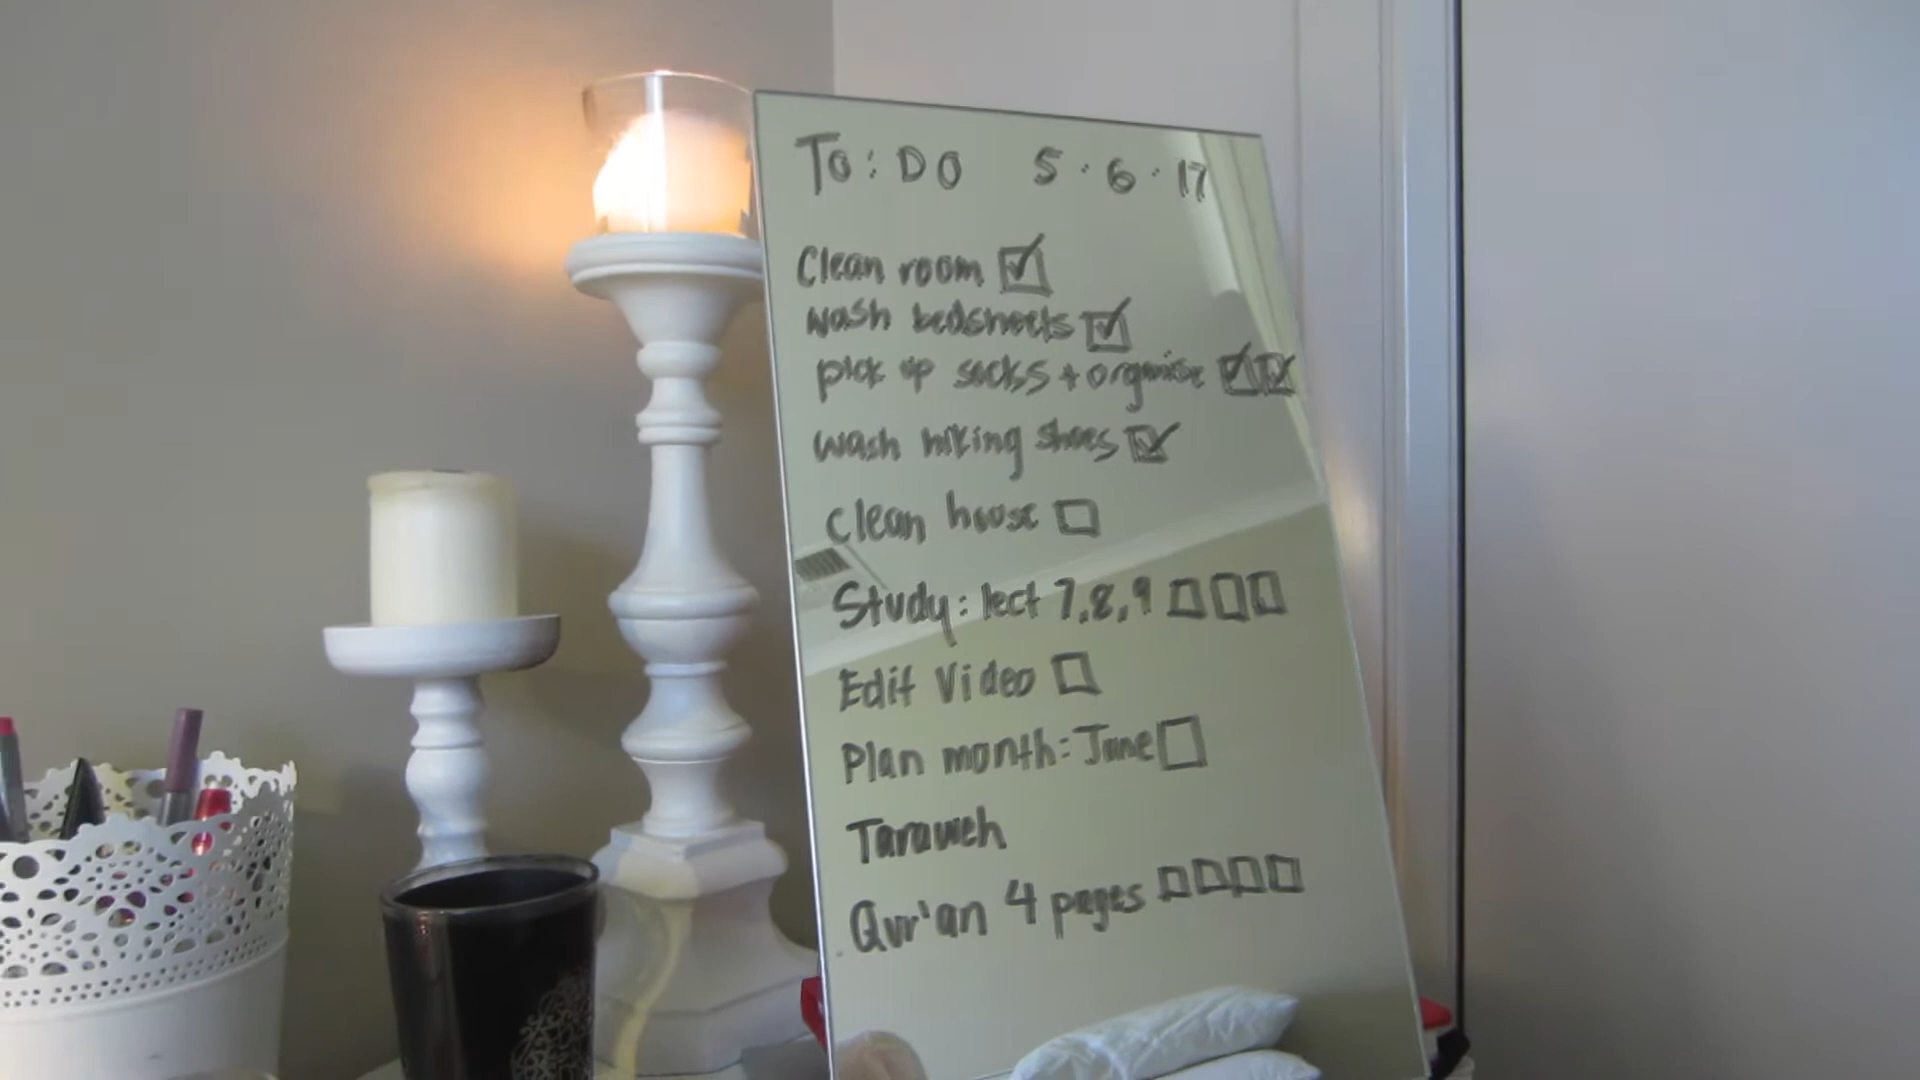 To: DO 5.6.17
Clean room ☑
wash bedsheets ☑
pick up socks + organise ☑☑
wash hiking shoes ☑
Clean house ☐
Study: lect 7,8,9 ☐☐☐
Edit Video ☐
Plan month: June ☐
Taraweh
Qur'an 4 pages ☐☐☐☐